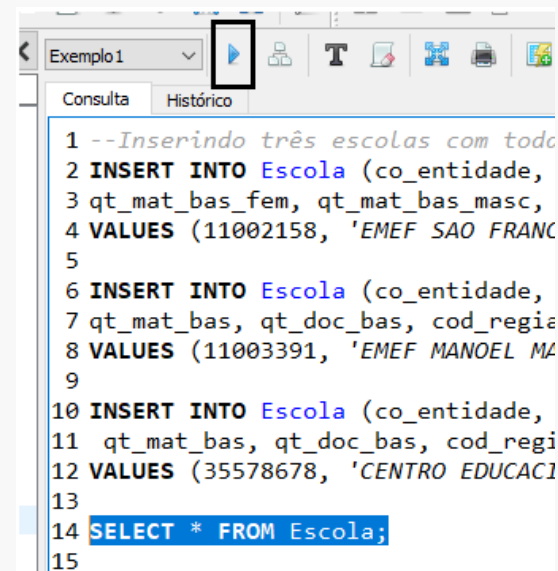 Exemplo1
Consulta Histórico
1 --Inserindo três escolas com toda
2 INSERT INTO Escola (co_entidade,
3 qt_mat_bas_fem, qt_mat_bas_masc,
4 VALUES (11002158, 'EMEF SAO FRANC
5
6 INSERT INTO Escola (co_entidade,
7 qt_mat_bas, qt_doc_bas, cod_regia
8 VALUES (11003391, 'EMEF MANOEL MA
9
10 INSERT INTO Escola (co_entidade,
11 qt_mat_bas, qt_doc_bas, cod_regi
12 VALUES (35578678, 'CENTRO EDUCACI
13
14 SELECT * FROM Escola;
15